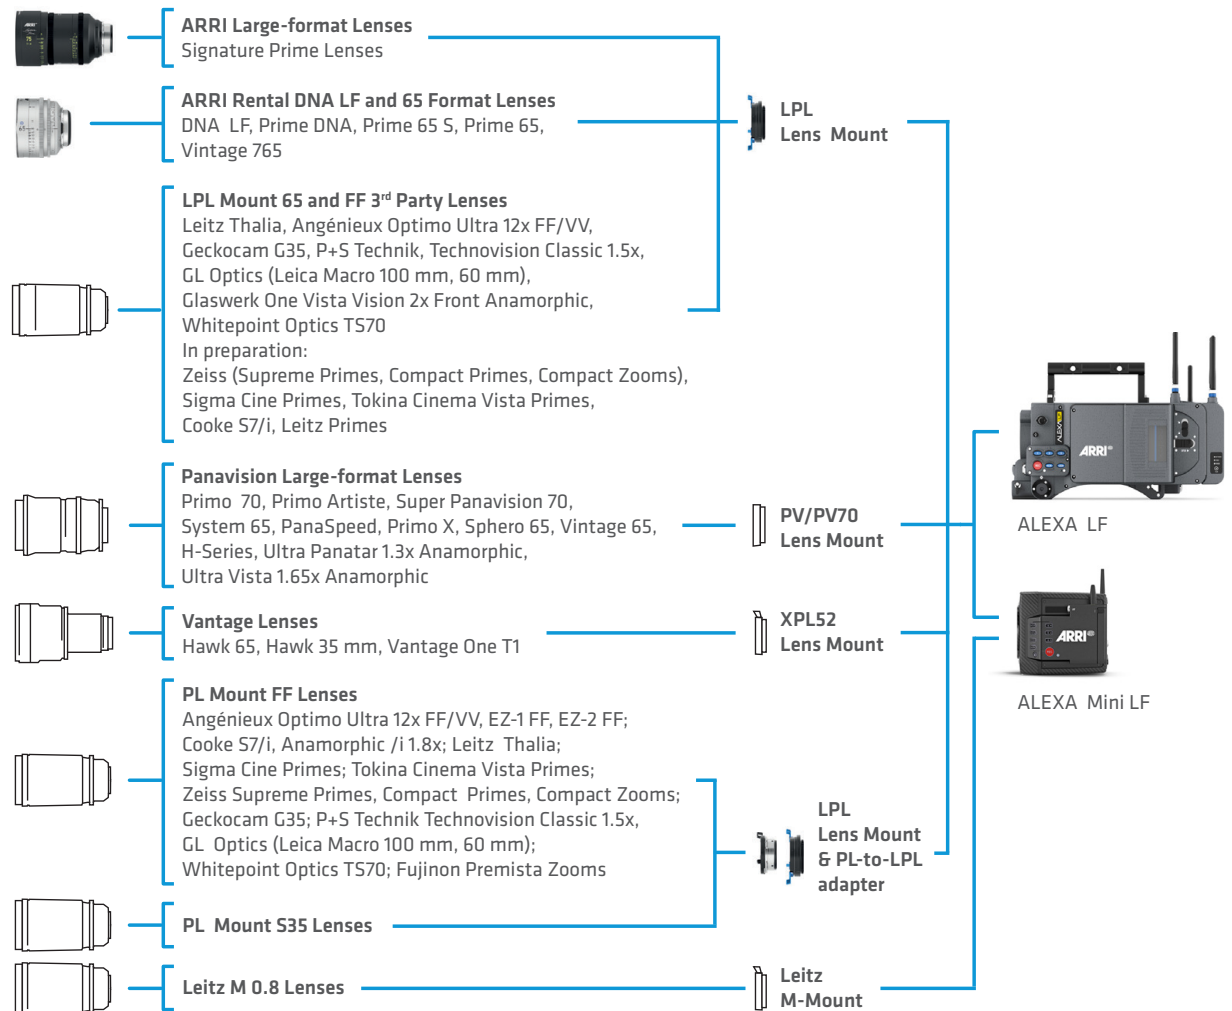 ARRI Large-format Lenses
Signature Prime Lenses
ARRI Rental DNA LF and 65 Format Lenses
DNA LF, Prime DNA, Prime 65 S, Prime 65,
Vintage 765
LPL
Lens Mount
LPL Mount 65 and FF 3rd Party Lenses
Leitz Thalia, Angénieux Optimo Ultra 12x FF/VV,
Geckocam G35, P+S Technik, Technovision Classic 1.5x,
GL Optics (Leica Macro 100 mm, 60 mm),
Glaswerk One Vista Vision 2x Front Anamorphic,
Whitepoint Optics TS70
In preparation:
Zeiss (Supreme Primes, Compact Primes, Compact Zooms),
Sigma Cine Primes, Tokina Cinema Vista Primes,
Cooke S7/i, Leitz Primes
Panavision Large-format Lenses
Primo 70, Primo Artiste, Super Panavision 70,
System 65, PanaSpeed, Primo X, Sphero 65, Vintage 65,
H-Series, Ultra Panatar 1.3x Anamorphic,
Ultra Vista 1.65x Anamorphic
PV/PV70
Lens Mount
Vantage Lenses
Hawk 65, Hawk 35 mm, Vantage One T1
XPL52
Lens Mount
PL Mount FF Lenses
Angénieux Optimo Ultra 12x FF/VV, EZ-1 FF, EZ-2 FF;
Cooke S7/i, Anamorphic /i 1.8x; Leitz Thalia;
Sigma Cine Primes; Tokina Cinema Vista Primes;
Zeiss Supreme Primes, Compact Primes, Compact Zooms;
Geckocam G35; P+S Technik Technovision Classic 1.5x,
GL Optics (Leica Macro 100 mm, 60 mm);
Whitepoint Optics TS70; Fujinon Premista Zooms
LPL
Lens Mount
& PL-to-LPL
adapter
PL Mount S35 Lenses
Leitz M 0.8 Lenses
Leitz
M-Mount
ARRI
ALEXA
ARRI
ALEXA LF
ARRI
ALEXA Mini LF